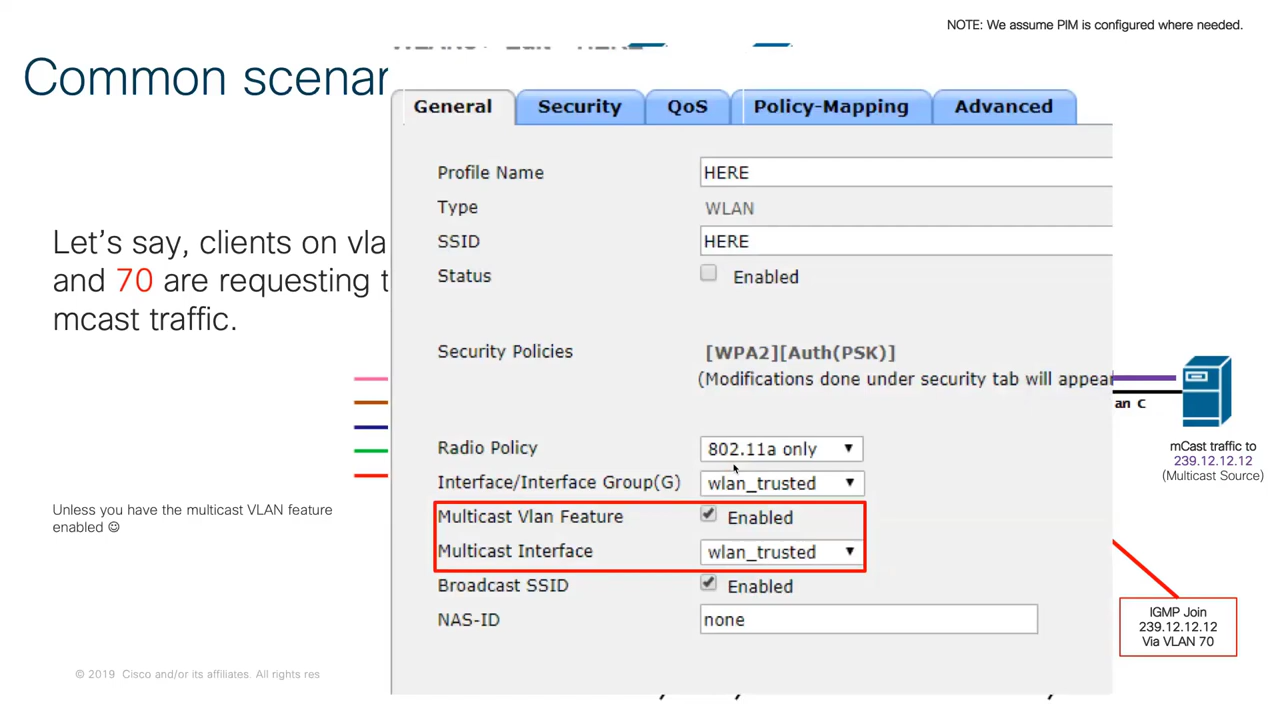 NOTE: We assume PIM is configured where needed.
Common scenar
General
Security
QoS
Policy-Mapping
Advanced
Profile Name
HERE
Type
WLAN
SSID
HERE
Status
Enabled
Let's say, clients on vla
and 70 are requesting t
mcast traffic.
Security Policies
[WPA2][Auth(PSK)]
(Modifications done under security tab will appea
an C
Radio Policy
802.11a only
Interface/Interface Group(G)
wlan_trusted
Multicast Vlan Feature
Enabled
Multicast Interface
wlan_trusted
Broadcast SSID
Enabled
NAS-ID
none
mCast traffic to
239.12.12.12
(Multicast Source)
Unless you have the multicast VLAN feature
enabled ☺
IGMP Join
239.12.12.12
Via VLAN 70
© 2019 Cisco and/or its affiliates. All rights res